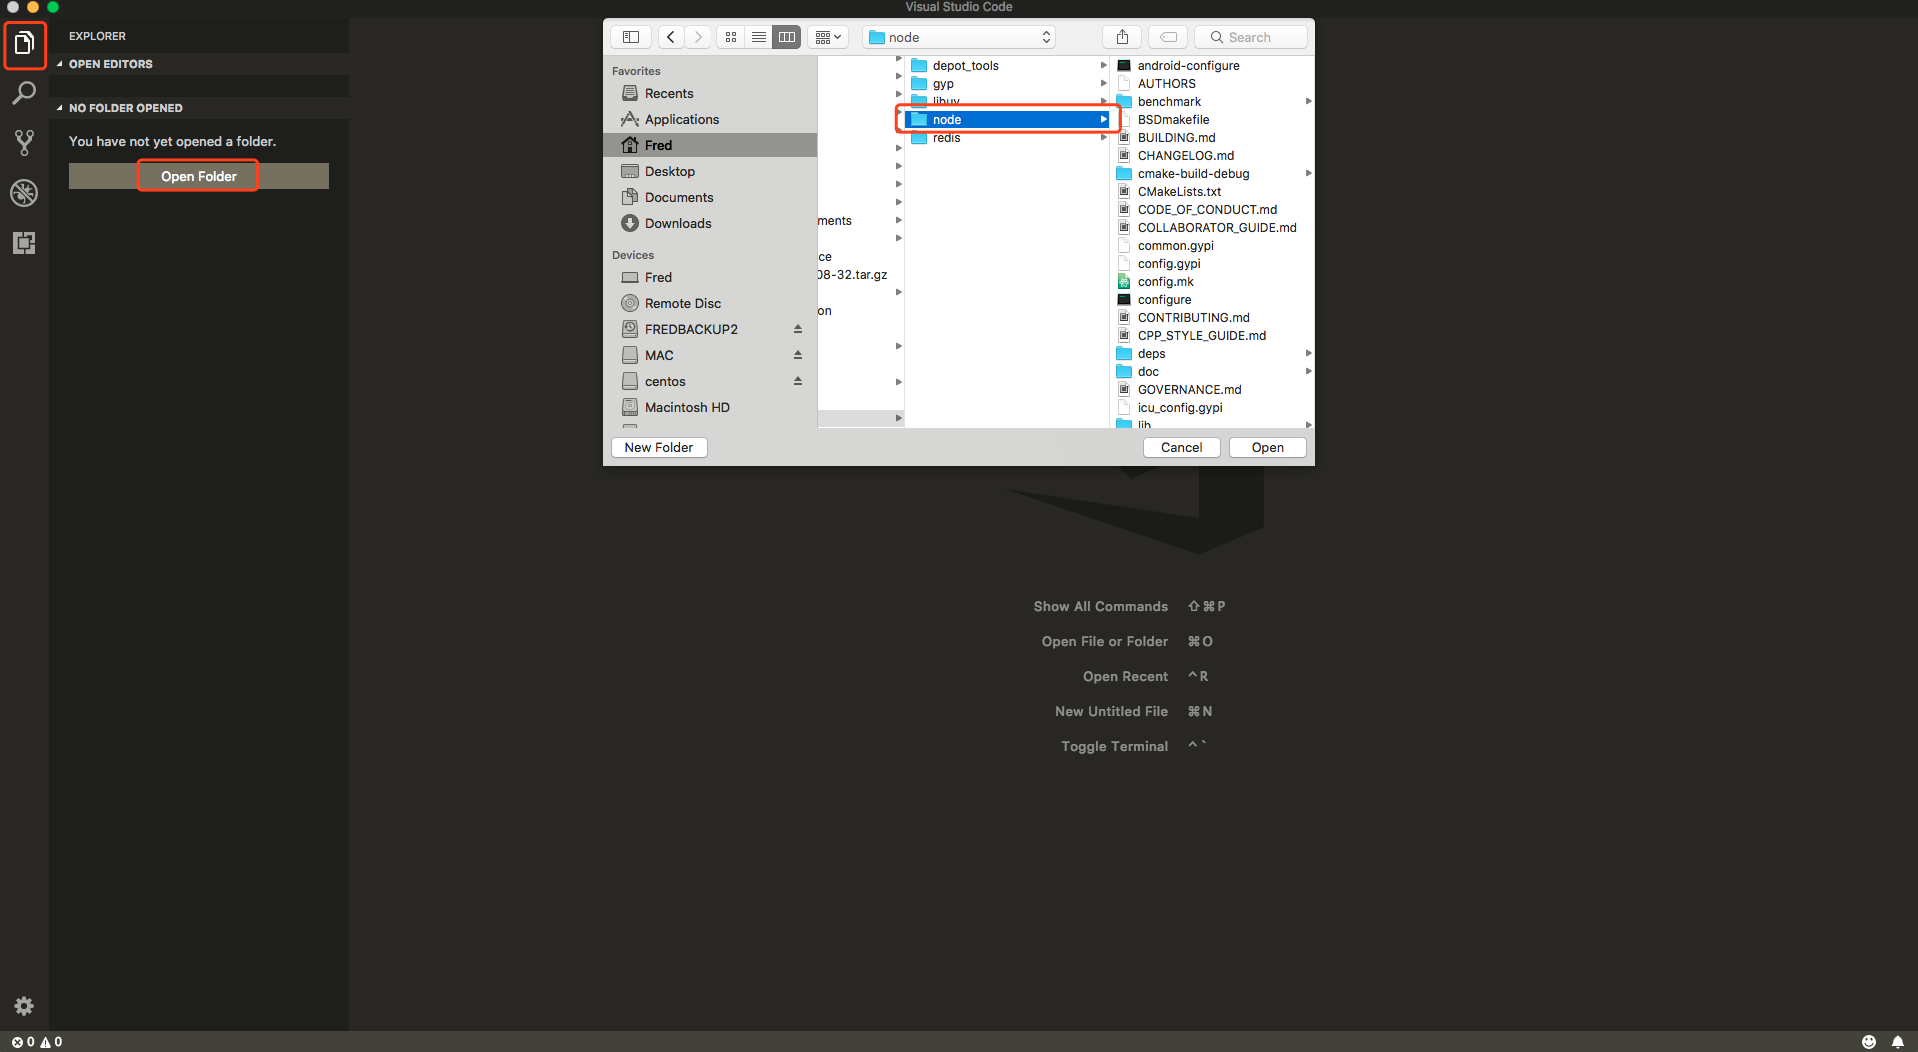 Visual Studio Code
EXPLORER
OPEN EDITORS
NO FOLDER OPENED
You have not yet opened a folder.
Open Folder
node
Search
Favorites
Recents
Applications
Fred
Desktop
Documents
Downloads
Devices
Fred
Remote Disc
FREDBACKUP2
MAC
centos
Macintosh HD
ments
ce
08-32.tar.gz
on
depot_tools
gyp
libuv
node
redis
android-configure
AUTHORS
benchmark
BSDmakefile
BUILDING.md
CHANGELOG.md
cmake-build-debug
CMakeLists.txt
CODE_OF_CONDUCT.md
COLLABORATOR_GUIDE.md
common.gypi
config.gypi
config.mk
configure
CONTRIBUTING.md
CPP_STYLE_GUIDE.md
deps
doc
GOVERNANCE.md
icu_config.gypi
lib
New Folder
Cancel
Open
Show All Commands ⇧⌘P
Open File or Folder ⌘O
Open Recent ^R
New Untitled File ⌘N
Toggle Terminal ^`
0 0